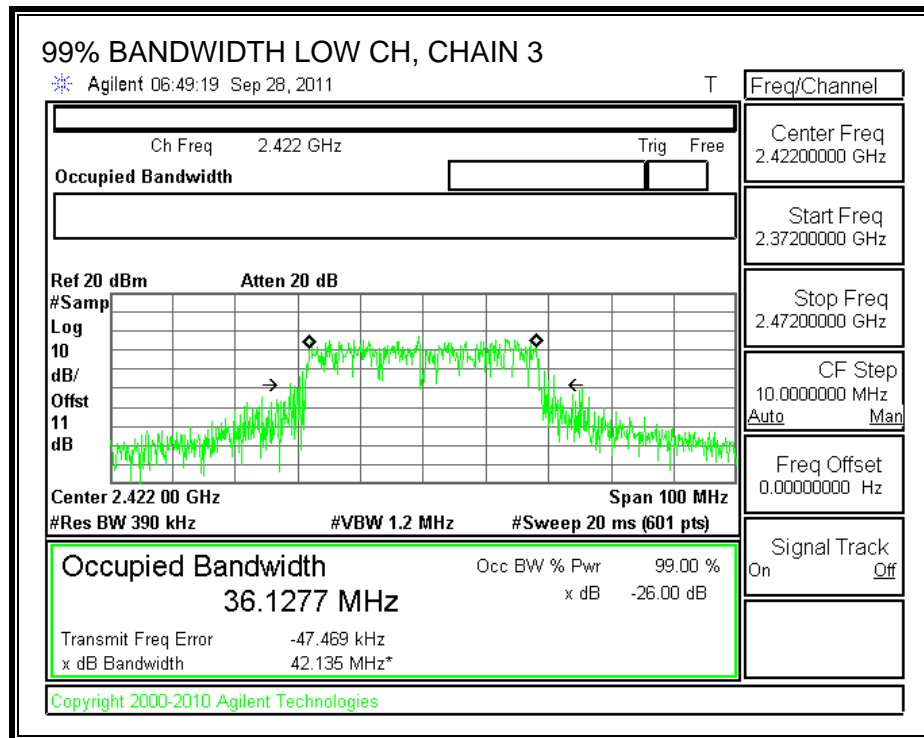 99% BANDWIDTH LOW CH, CHAIN 3
Agilent 06:49:19 Sep 28, 2011 T
Freq/Channel
Ch Freq 2.422 GHz Trig Free
Occupied Bandwidth
Center Freq
2.42200000 GHz
Start Freq
2.37200000 GHz
Stop Freq
2.47200000 GHz
CF Step
10.0000000 MHz
Auto Man
Freq Offset
0.00000000 Hz
Signal Track
On Off
Ref 20 dBm Atten 20 dB
#Samp
Log
10
dB/
Offst
11
dB
Center 2.422 00 GHz Span 100 MHz
#Res BW 390 kHz #VBW 1.2 MHz #Sweep 20 ms (601 pts)
Occupied Bandwidth Occ BW % Pwr 99.00 %
36.1277 MHz x dB -26.00 dB
Transmit Freq Error -47.469 kHz
x dB Bandwidth 42.135 MHz*
Copyright 2000-2010 Agilent Technologies